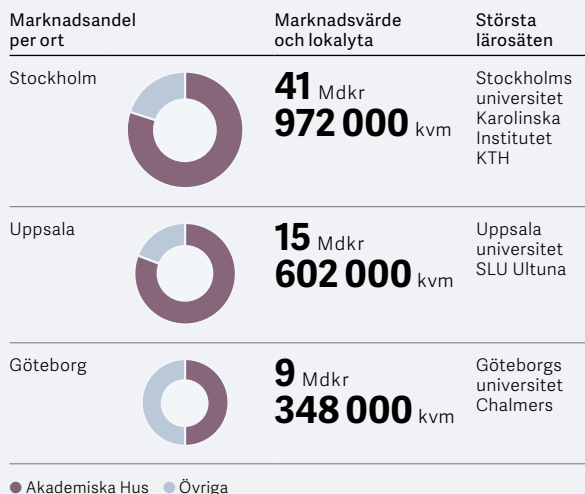 Marknadsandel
per ort
Marknadsvärde
och lokalyta
Största
lärosäten
Stockholm
41 Mdkr
972 000 kvm
Stockholms
universitet
Karolinska
Institutet
KTH
Uppsala
15 Mdkr
602 000 kvm
Uppsala
universitet
SLU Ultuna
Göteborg
9 Mdkr
348 000 kvm
Göteborgs
universitet
Chalmers
Akademiska Hus Övriga